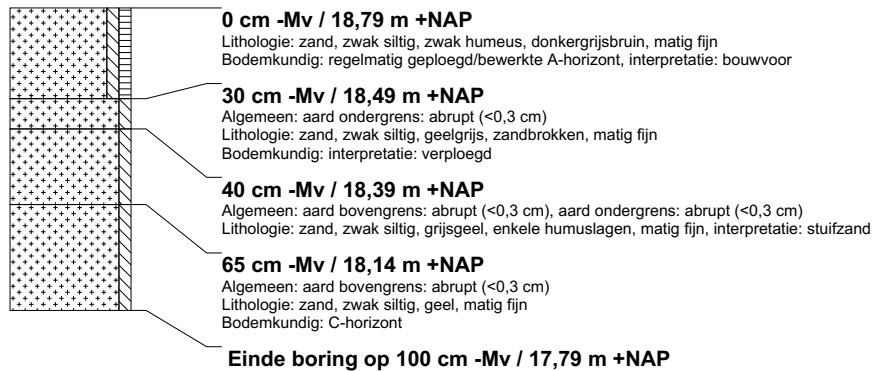 0 cm -Mv / 18,79 m +NAP
Lithologie: zand, zwak siltig, zwak humeus, donkergrijsbruin, matig fijn
Bodemkundig: regelmatig geploegd/bewerkte A-horizont, interpretatie: bouwvoor
30 cm -Mv / 18,49 m +NAP
Algemeen: aard ondergrens: abrupt (<0,3 cm)
Lithologie: zand, zwak siltig, geelgrijs, zandbrokken, matig fijn
Bodemkundig: interpretatie: verploegd
40 cm -Mv / 18,39 m +NAP
Algemeen: aard bovengrens: abrupt (<0,3 cm), aard ondergrens: abrupt (<0,3 cm)
Lithologie: zand, zwak siltig, grijsgeel, enkele humuslagen, matig fijn, interpretatie: stuifzand
65 cm -Mv / 18,14 m +NAP
Algemeen: aard bovengrens: abrupt (<0,3 cm)
Lithologie: zand, zwak siltig, geel, matig fijn
Bodemkundig: C-horizont
Einde boring op 100 cm -Mv / 17,79 m +NAP